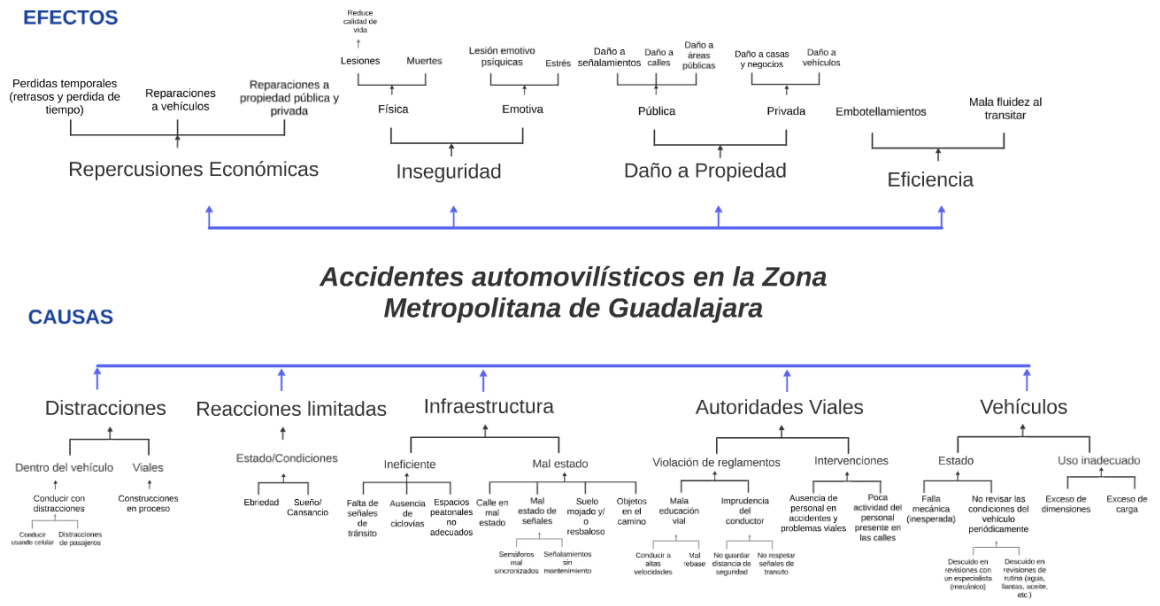 EFECTOS
Reduce
calidad de
vida
Lesiones
Muertes
Lesión emotivo
psíquicas
Estrés
Daño a
señalamientos
Daño a
calles
Daño a
áreas
públicas
Daño a casas
y negocios
Daño a
vehículos
Perdidas temporales
(retrasos y perdida de
tiempo)
Reparaciones
a vehículos
Reparaciones a
propiedad pública y
privada
Física
Emotiva
Pública
Privada
Embotellamientos
Mala fluidez al
transitar
Repercusiones Económicas
Inseguridad
Daño a Propiedad
Eficiencia
Accidentes automovilísticos en la Zona
Metropolitana de Guadalajara
CAUSAS
Distracciones
Reacciones limitadas
Infraestructura
Autoridades Viales
Vehículos
Dentro del vehículo
Viales
Estado/Condiciones
Ineficiente
Mal estado
Violación de reglamentos
Intervenciones
Estado
Uso inadecuado
Conducir con
distracciones
Construcciones
en proceso
Ebriedad
Sueño/
Cansancio
Falta de
señales
de
tránsito
Ausencia
de
ciclovías
Espacios
peatonales
no
adecuados
Calle en
mal
estado
Mal
estado de
señales
Suelo
mojado y/
o
resbaloso
Objetos
en el
camino
Mala
educación
vial
Imprudencia
del
conductor
Ausencia de
personal en
accidentes y
problemas viales
Poca
actividad del
personal
presente en
las calles
Falla
mecánica
(inesperada)
No revisar las
condiciones del
vehículo
periódicamente
Exceso de
dimensiones
Exceso de
carga
Conducir
usando celular
Distracciones
de pasajeros
Semáforos
mal
sincronizados
Señalamientos
sin
mantenimiento
Conducir a
altas
velocidades
Mal
rebase
No guardar
distancia de
seguridad
No respetar
señales de
transito
Descuido en
revisiones con
un especialista
(mecánico)
Descuido en
revisiones de
rutina (agua,
llantas, aceite,
etc.)